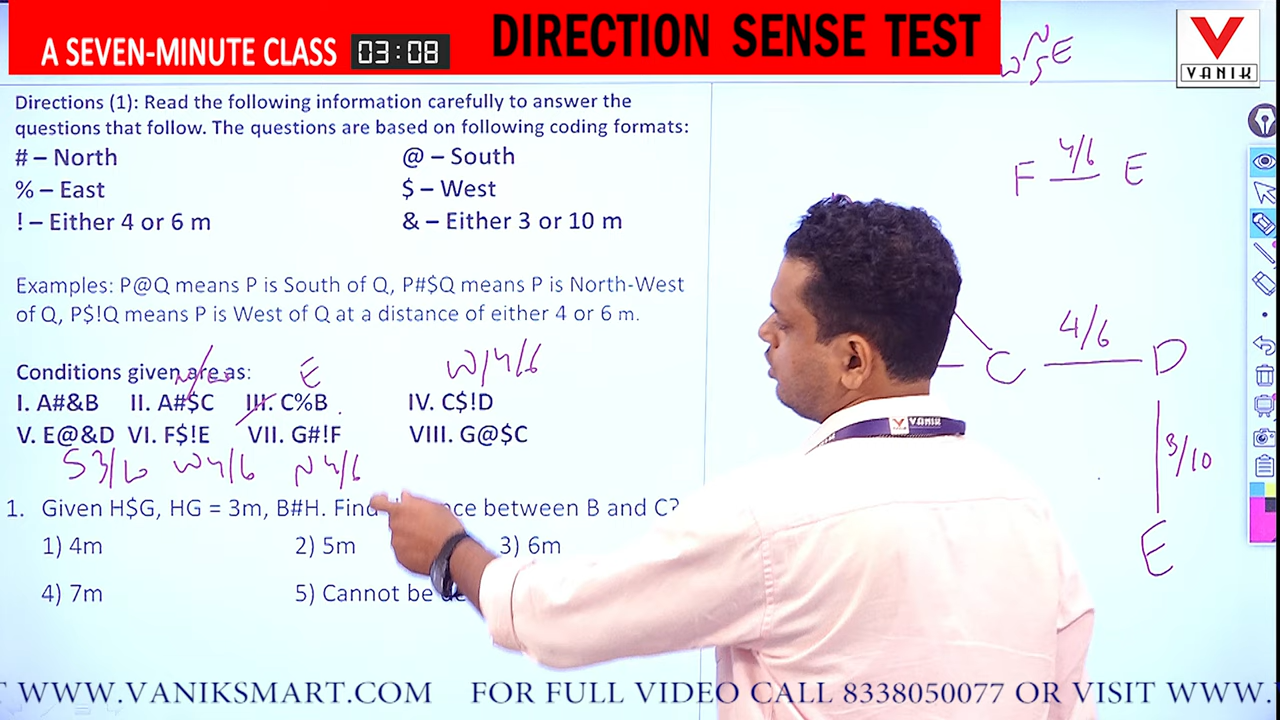 A SEVEN-MINUTE CLASS 03:08 DIRECTION SENSE TEST
VANIK
N
W E
S
Directions (1): Read the following information carefully to answer the
questions that follow. The questions are based on following coding formats:
# – North @ – South
% – East $ – West
! – Either 4 or 6 m & – Either 3 or 10 m
Examples: P@Q means P is South of Q, P#$Q means P is North-West
of Q, P$!Q means P is West of Q at a distance of either 4 or 6 m.
Conditions given are as:
N/W E W/4/6
I. A#&B II. A#$C III. C%B IV. C$!D
V. E@&D VI. F$!E VII. G#!F VIII. G@$C
W 4/6 N 4/6
1. Given H$G, HG = 3m, B#H. Find between B and C?
1) 4m 2) 5m 3) 6m
4) 7m 5) Cannot be
F 4/6 E
C 4/6 D
3/10
E
VANIK
WWW.VANIKSMART.COM FOR FULL VIDEO CALL 8338050077 OR VISIT WWW.